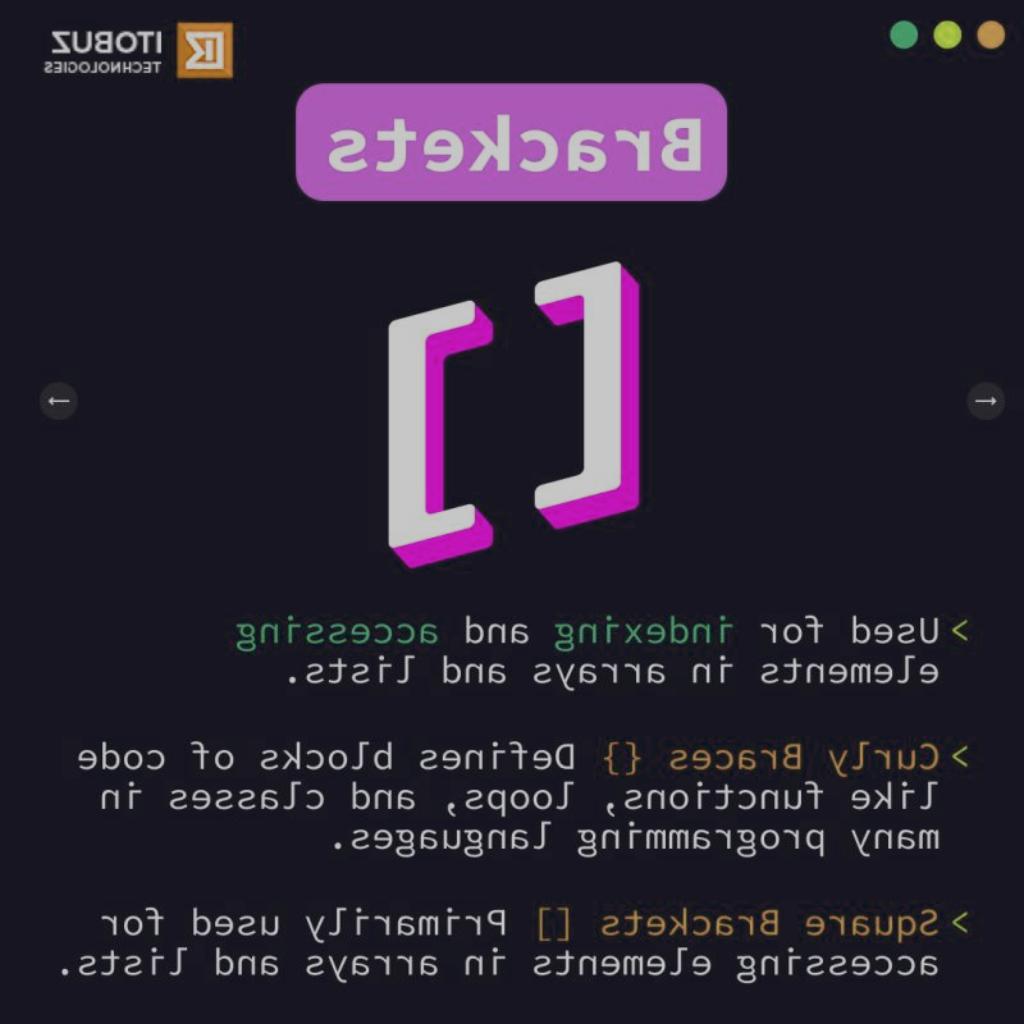 ITOBUZ
TECHNOLOGIES
Brackets
[]
> Used for indexing and accessing
elements in arrays and lists.
> Curly Braces {} Defines blocks of code
like functions, loops, and classes in
many programming languages.
> Square Brackets [] Primarily used for
accessing elements in arrays and lists.